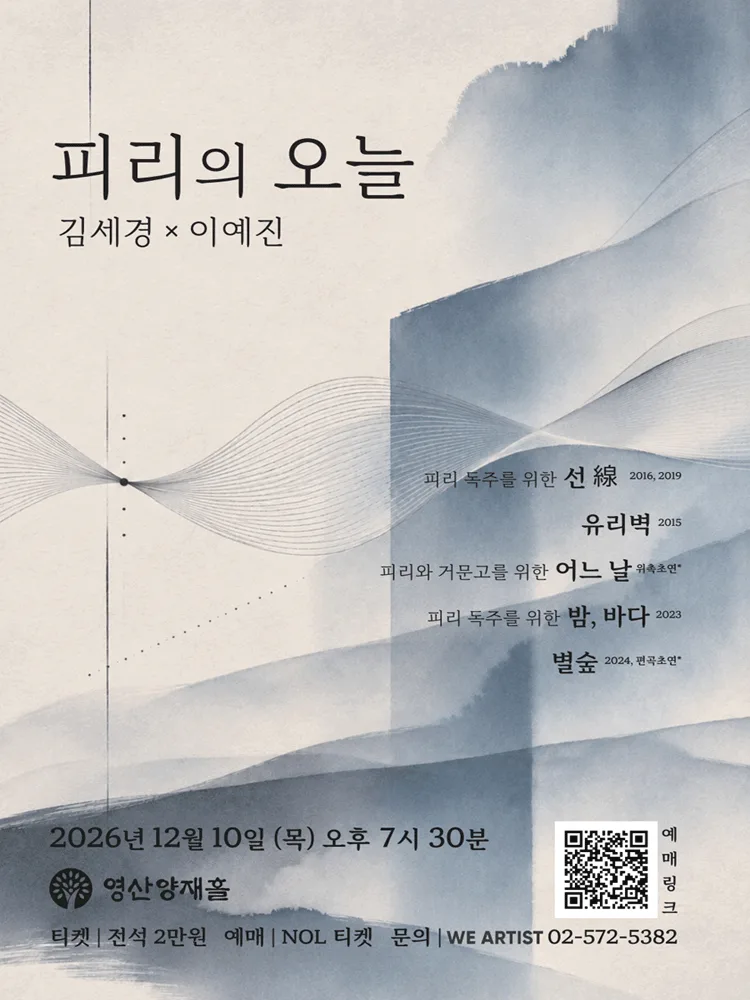 피리의 오늘
김세경 × 이예진
피리 독주를 위한 선 線 2016, 2019
유리벽 2015
피리와 거문고를 위한 어느 날 위촉초연*
피리 독주를 위한 밤, 바다 2023
별숲 2024, 편곡초연*
2026년 12월 10일 (목) 오후 7시 30분
예매링크
영산양재홀
티켓 | 전석 2만원 예매 | NOL 티켓 문의 | WE ARTIST 02-572-5382